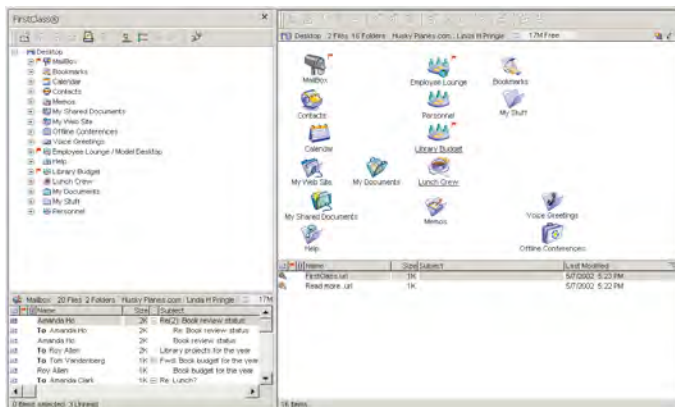 FirstClass®
Desktop
MailBox
Bookmarks
Calendar
Contacts
Memos
My Shared Documents
My Web Site
Offline Conferences
Voice Greetings
Employee Lounge / Model Desktop
Help
Library Budget
Lunch Crew
My Documents
My Stuff
Personnel
Mailbox 20 Files 2 Folders Husky Planes.com : Linda H Pringle 17M
Name Size Subject
Amanda Ho 2K Re(2): Book review status
To Amanda Ho 2K Re: Book review status
Amanda Ho 2K Book review status
To Roy Allen 2K Library projects for the year
To Tom Vandenberg 1K Fwd: Book budget for the year
Roy Allen 1K Book budget for the year
To Amanda Clark 1K Re: Lunch?
0 Items selected 3 Unread
Desktop 2 Files 16 Folders Husky Planes.com : Linda H Pringle 17M Free
MailBox
Employee Lounge
Bookmarks
Contacts
Personnel
My Stuff
Calendar
Library Budget
My Web Site
My Documents
Lunch Crew
My Shared Documents
Memos
Voice Greetings
Help
Offline Conferences
Name Size Subject Last Modified
FirstClass.url 1K 5/7/2002 5:23 PM
Read more .url 1K 5/7/2002 5:22 PM
16 Items